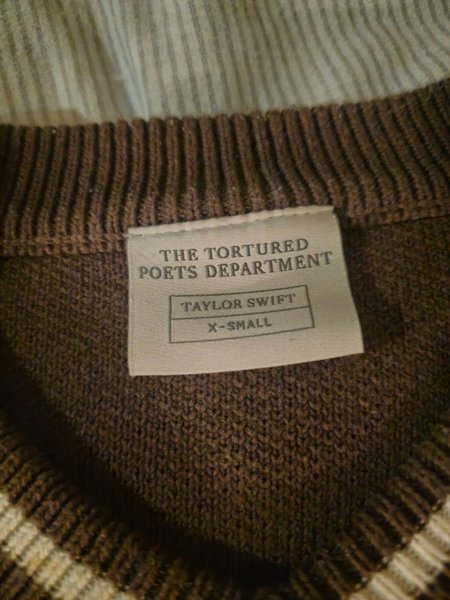 THE TORTURED
POETS DEPARTMENT
TAYLOR SWIFT
X-SMALL